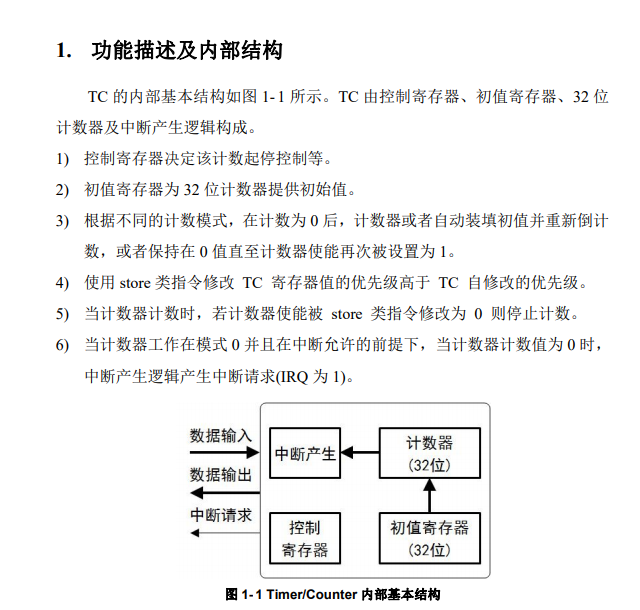 1. 功能描述及内部结构
TC 的内部基本结构如图 1-1 所示。TC 由控制寄存器、初值寄存器、32 位
计数器及中断产生逻辑构成。
1) 控制寄存器决定该计数起停控制等。
2) 初值寄存器为 32 位计数器提供初始值。
3) 根据不同的计数模式，在计数为 0 后，计数器或者自动装填初值并重新倒计
数，或者保持在 0 值直至计数器使能再次被设置为 1。
4) 使用 store 类指令修改 TC 寄存器值的优先级高于 TC 自修改的优先级。
5) 当计数器计数时，若计数器使能被 store 类指令修改为 0 则停止计数。
6) 当计数器工作在模式 0 并且在中断允许的前提下，当计数器计数值为 0 时，
中断产生逻辑产生中断请求(IRQ 为 1)。
数据输入
数据输出
中断请求
中断产生
计数器
(32位)
控制
寄存器
初值寄存器
(32位)
图 1-1 Timer/Counter 内部基本结构